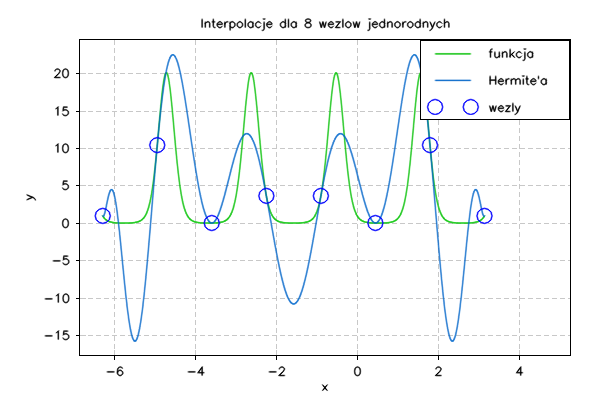 Interpolacje dla 8 wezlow jednorodnych
funkcja
Hermite'a
wezly
y
20
15
10
5
0
−5
−10
−15
−6 −4 −2 0 2 4
x